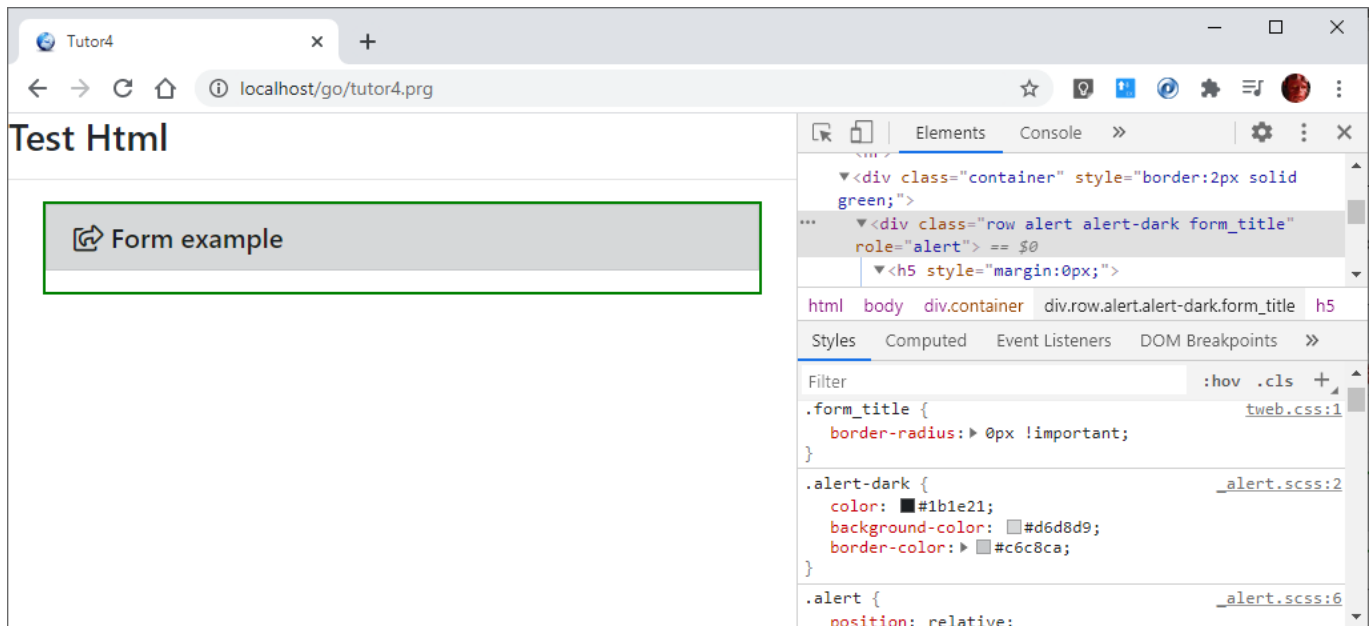 Tutor4
localhost/go/tutor4.prg
Test Html
Form example
Elements Console »
<hr>
▼<div class="container" style="border:2px solid
green;">
··· ▼<div class="row alert alert-dark form_title"
role="alert"> == $0
▼<h5 style="margin:0px;">
html body div.container div.row.alert.alert-dark.form_title h5
Styles Computed Event Listeners DOM Breakpoints »
Filter :hov .cls +
.form_title { tweb.css:1
border-radius:▶ 0px !important;
}
.alert-dark { _alert.scss:2
color: #1b1e21;
background-color: #d6d8d9;
border-color:▶ #c6c8ca;
}
.alert { _alert.scss:6
position: relative;